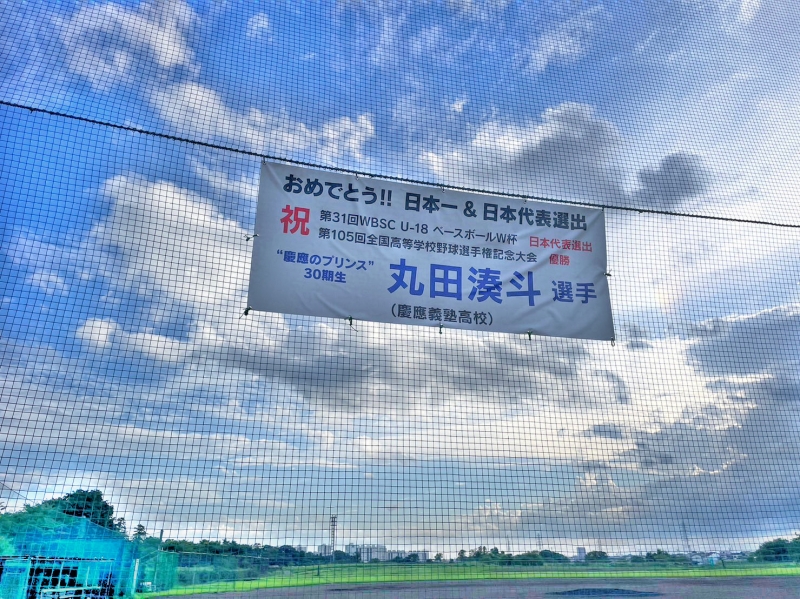 おめでとう!! 日本一 & 日本代表選出
祝 第31回WBSC U-18 ベースボールW杯 日本代表選出
第105回全国高等学校野球選手権記念大会 優勝
“慶應のプリンス”
30期生
丸田湊斗 選手
(慶應義塾高校)